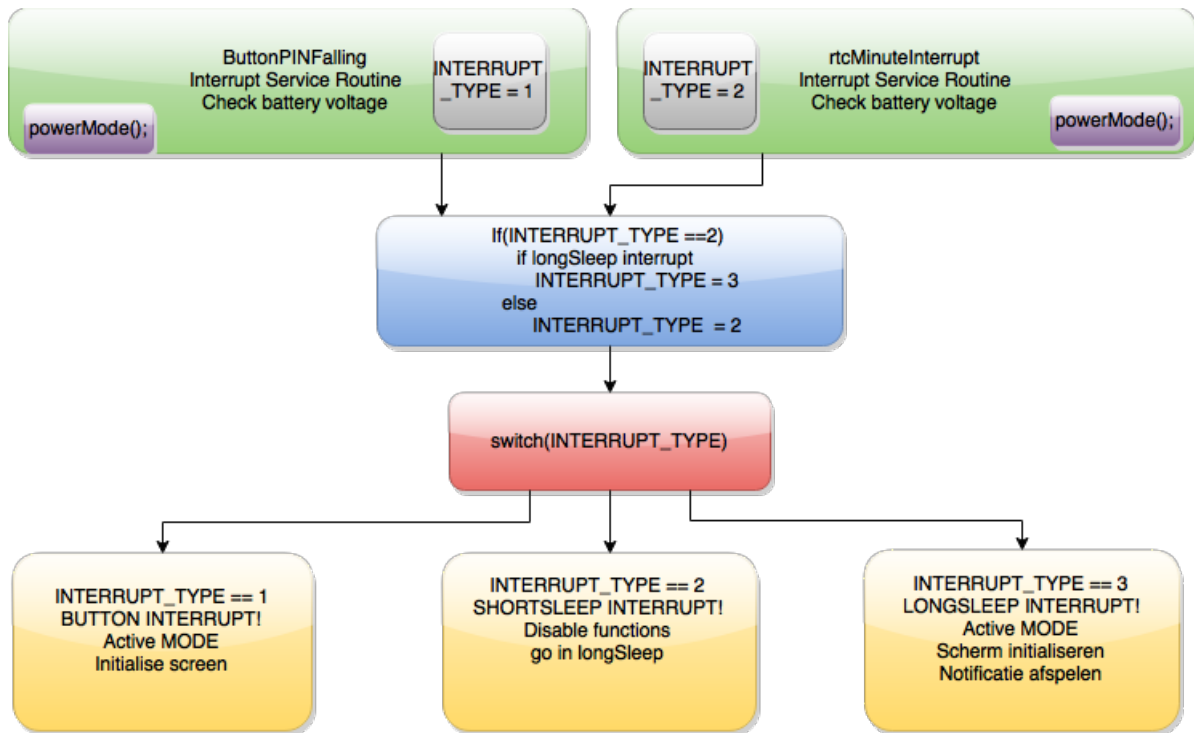 ButtonPINFalling
Interrupt Service Routine
Check battery voltage
INTERRUPT
_TYPE = 1
powerMode();
INTERRUPT
_TYPE = 2
rtcMinuteInterrupt
Interrupt Service Routine
Check battery voltage
powerMode();
If(INTERRUPT_TYPE ==2)
if longSleep interrupt
INTERRUPT_TYPE = 3
else
INTERRUPT_TYPE = 2
switch(INTERRUPT_TYPE)
INTERRUPT_TYPE == 1
BUTTON INTERRUPT!
Active MODE
Initialise screen
INTERRUPT_TYPE == 2
SHORTSLEEP INTERRUPT!
Disable functions
go in longSleep
INTERRUPT_TYPE == 3
LONGSLEEP INTERRUPT!
Active MODE
Scherm initialiseren
Notificatie afspelen